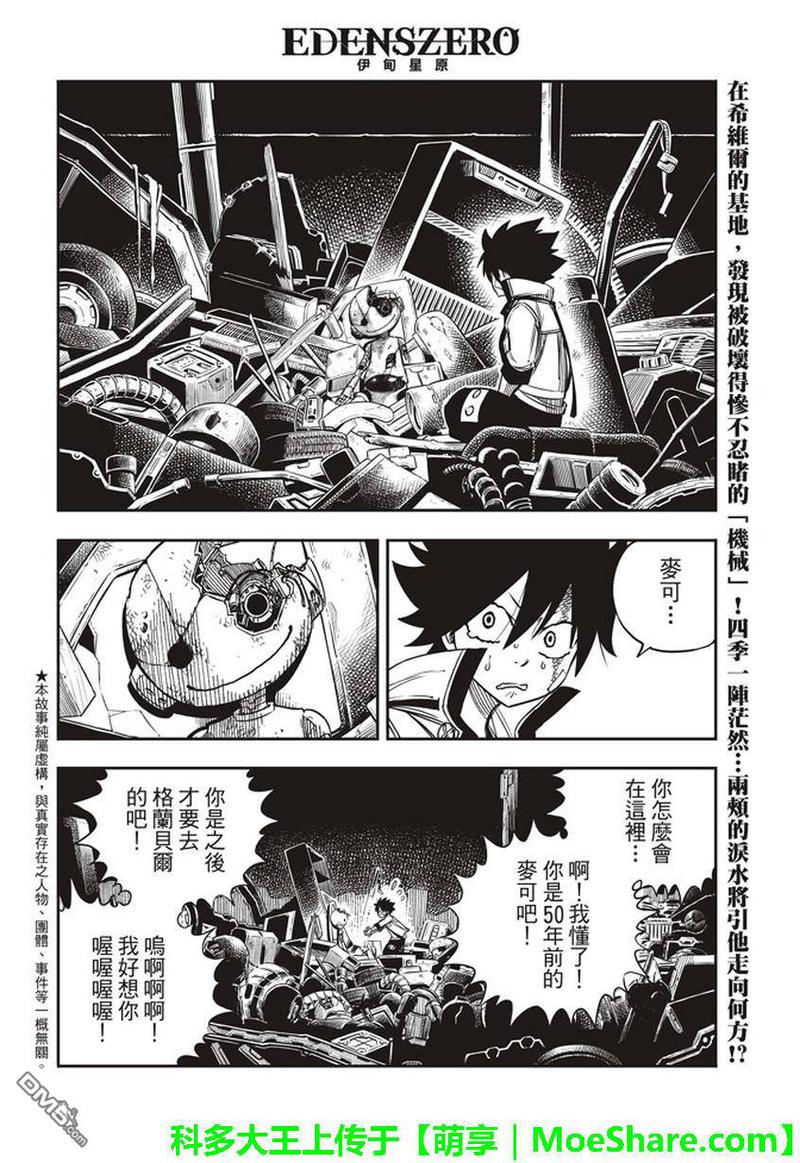 EDENSZERO
伊甸星原
在希維爾的基地，發現被破壞得慘不忍睹的「機械」！四季一陣茫然…兩頰的淚水將引他走向何方!?
麥可…
你怎麼會
在這裡…
啊！我懂了！
你是50年前的
麥可吧！
你是之後
才要去
格蘭貝爾
的吧！
嗚啊啊啊！
我好想你
喔喔喔喔！
★本故事純屬虛構，與真實存在之人物、團體、事件等一概無關。
DM5.com
科多大王上传于【萌享｜MoeShare.com】